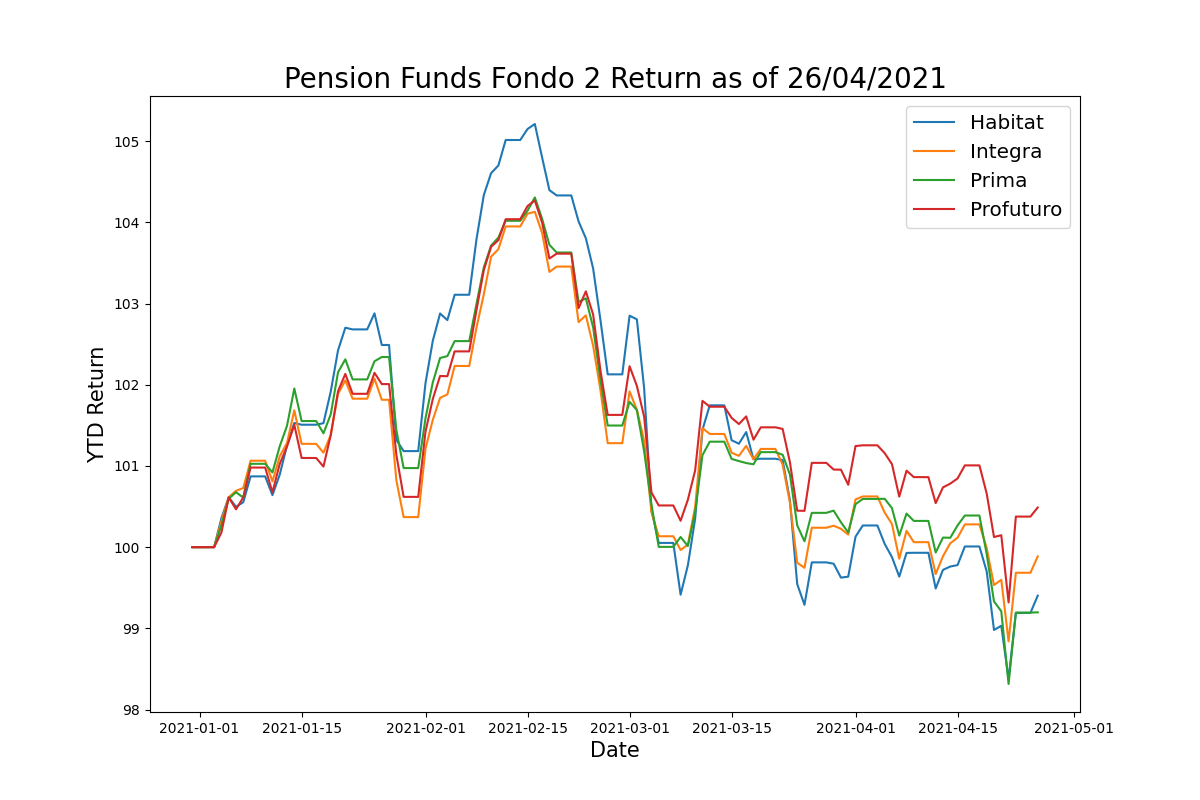 Pension Funds Fondo 2 Return as of 26/04/2021
Habitat
Integra
Prima
Profuturo
YTD Return
105
104
103
102
101
100
99
98
2021-01-01 2021-01-15 2021-02-01 2021-02-15 2021-03-01 2021-03-15 2021-04-01 2021-04-15 2021-05-01
Date